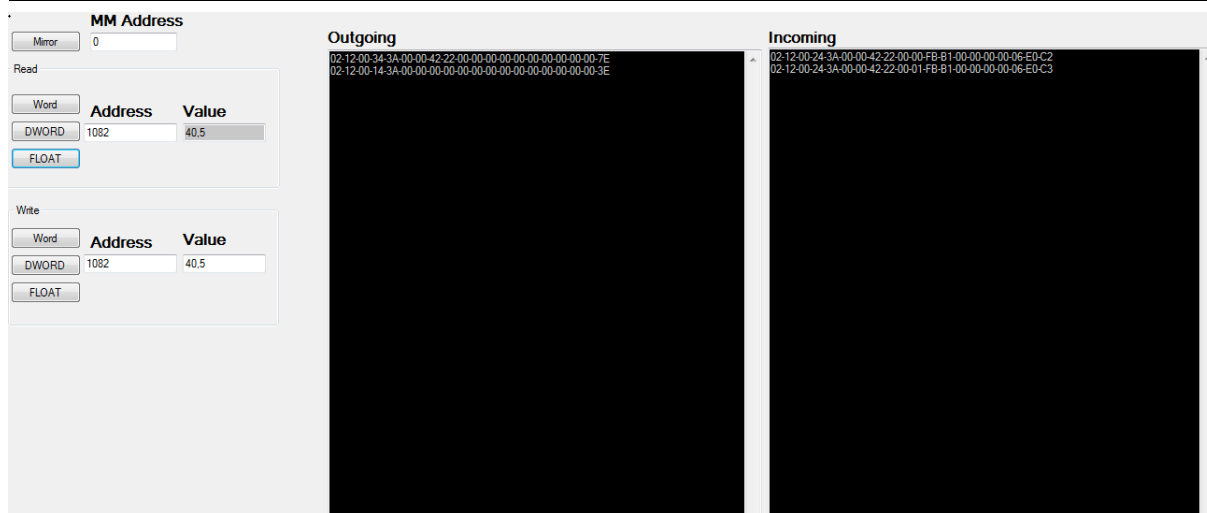 MM Address
Mirror 0
Outgoing
Incoming
02-12-00-34-3A-00-00-42-22-00-00-00-00-00-00-00-00-00-00-7E
02-12-00-14-3A-00-00-00-00-00-00-00-00-00-00-00-00-00-00-3E
02-12-00-24-3A-00-00-42-22-00-00-FB-B1-00-00-00-00-06-E0-C2
02-12-00-24-3A-00-00-42-22-00-01-FB-B1-00-00-00-00-06-E0-C3
Read
Word Address Value
DWORD 1082 40,5
FLOAT
Write
Word Address Value
DWORD 1082 40,5
FLOAT